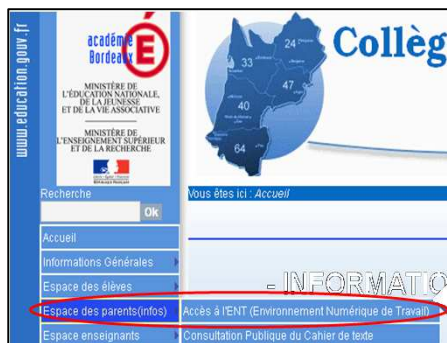 www.education.gouv.fr
académie
Bordeaux
MINISTÈRE DE
L'ÉDUCATION NATIONALE,
DE LA JEUNESSE
ET DE LA VIE ASSOCIATIVE
MINISTÈRE DE
L'ENSEIGNEMENT SUPÉRIEUR
ET DE LA RECHERCHE
24
33
47
40
64
Collèg
Recherche
Ok
Vous êtes ici : Accueil
Accueil
Informations Générales
Espace des élèves
- INFORMATIO
Espace des parents(infos)
Accès à l'ENT (Environnement Numérique de Travail)
Espace enseignants
Consultation Publique du Cahier de texte